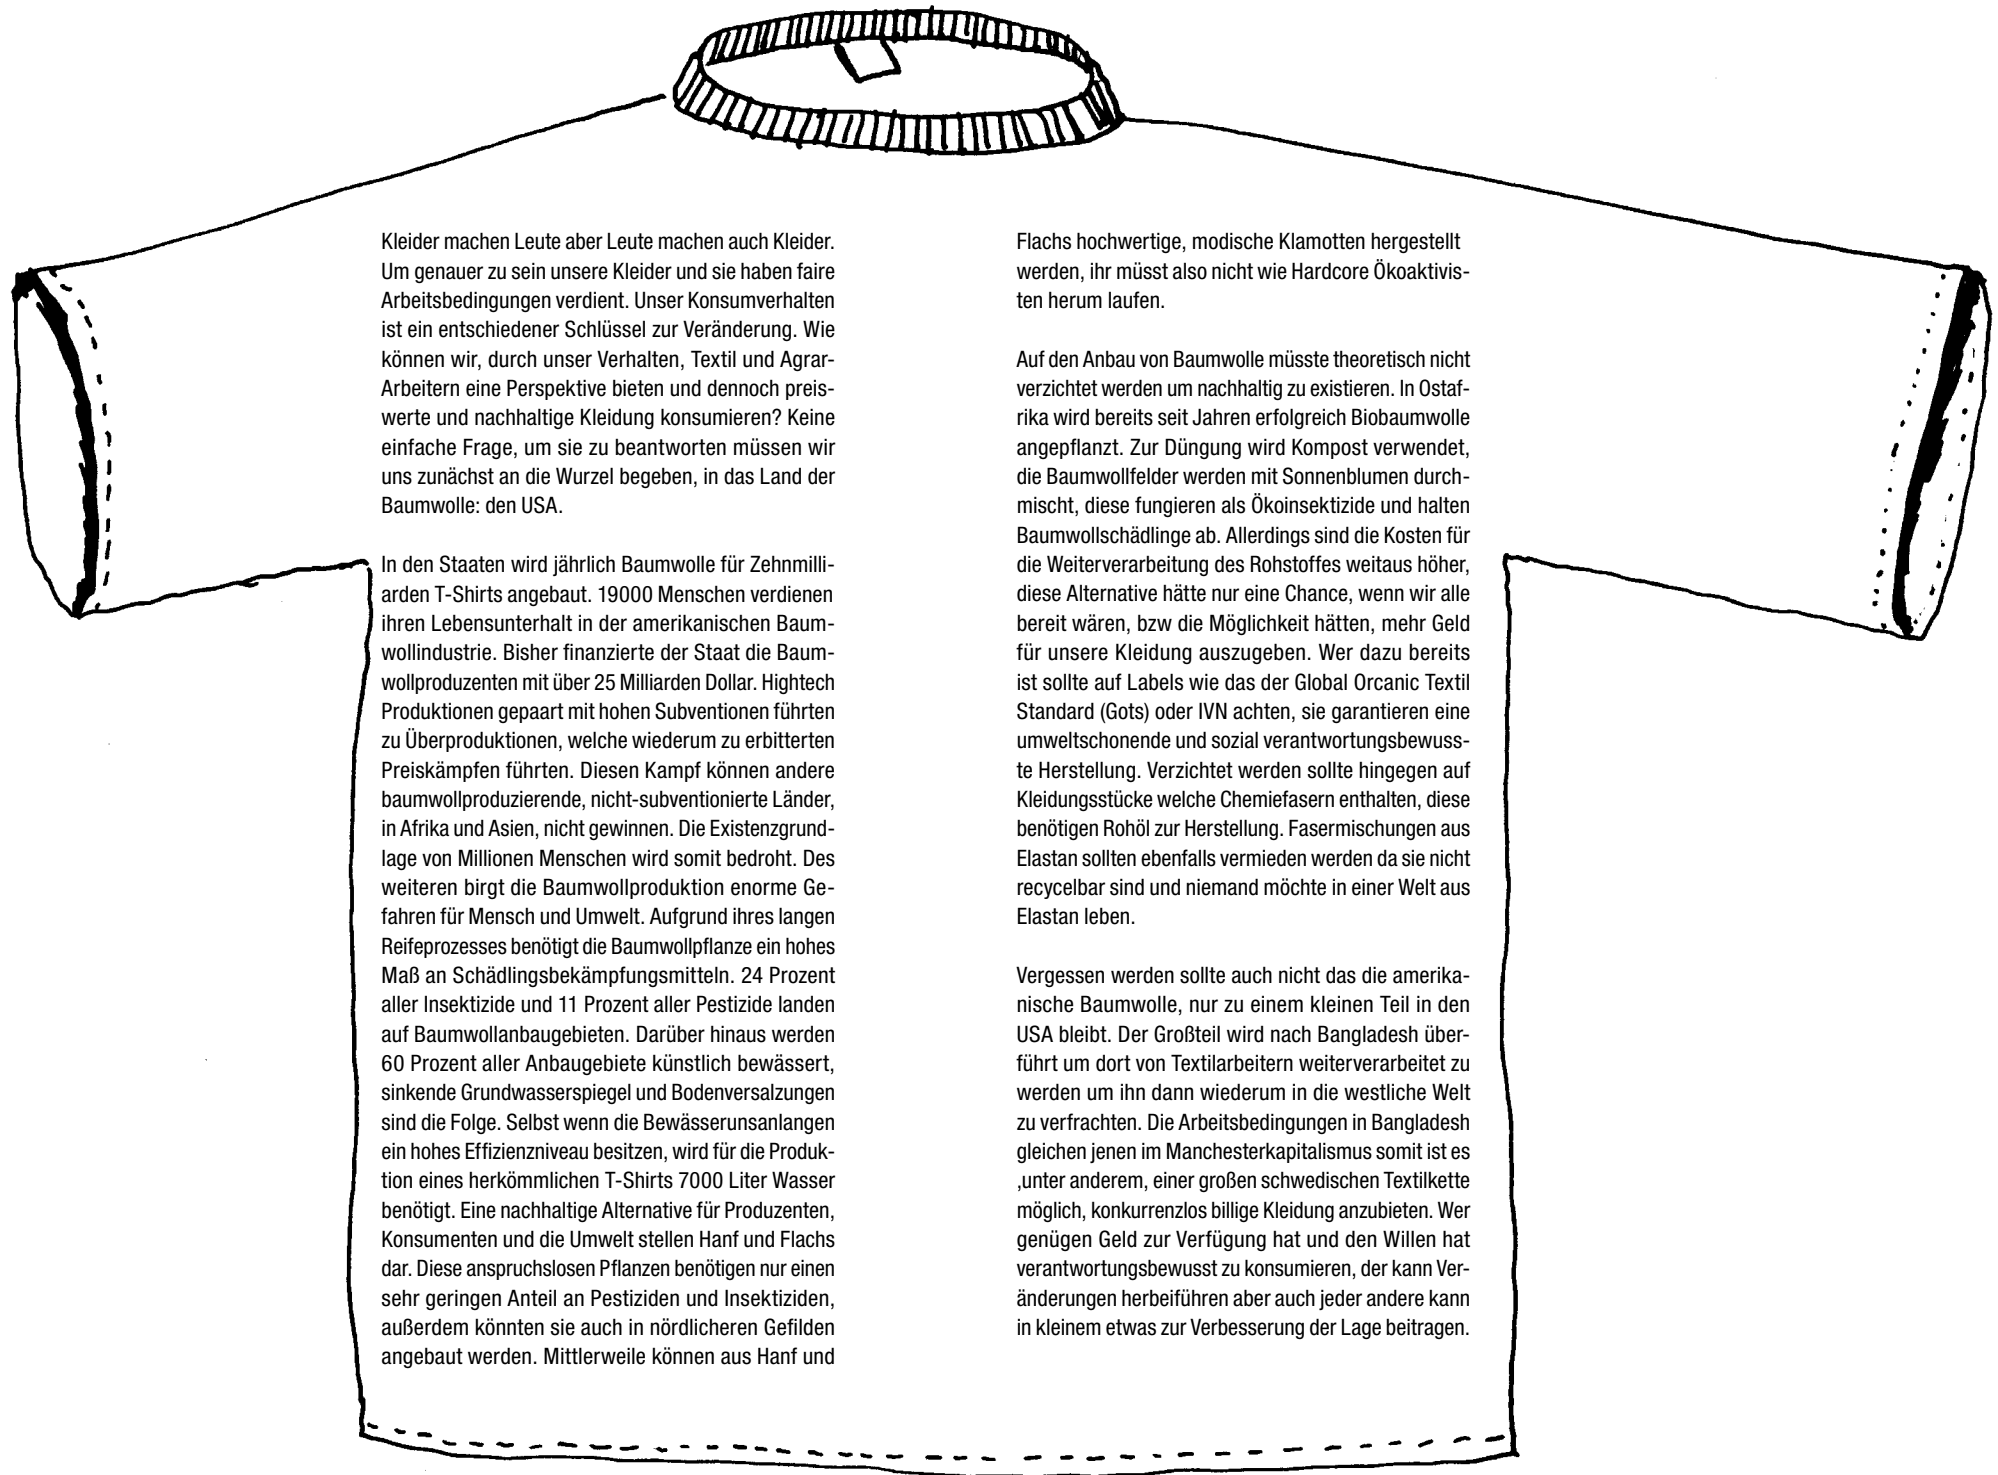 Kleider machen Leute aber Leute machen auch Kleider.
Um genauer zu sein unsere Kleider und sie haben faire
Arbeitsbedingungen verdient. Unser Konsumverhalten
ist ein entschiedener Schlüssel zur Veränderung. Wie
können wir, durch unser Verhalten, Textil und Agrar-
Arbeitern eine Perspektive bieten und dennoch preis-
werte und nachhaltige Kleidung konsumieren? Keine
einfache Frage, um sie zu beantworten müssen wir
uns zunächst an die Wurzel begeben, in das Land der
Baumwolle: den USA.
In den Staaten wird jährlich Baumwolle für Zehnmilli-
arden T-Shirts angebaut. 19000 Menschen verdienen
ihren Lebensunterhalt in der amerikanischen Baum-
wollindustrie. Bisher finanzierte der Staat die Baum-
wollproduzenten mit über 25 Milliarden Dollar. Hightech
Produktionen gepaart mit hohen Subventionen führten
zu Überproduktionen, welche wiederum zu erbitterten
Preiskämpfen führten. Diesen Kampf können andere
baumwollproduzierende, nicht-subventionierte Länder,
in Afrika und Asien, nicht gewinnen. Die Existenzgrund-
lage von Millionen Menschen wird somit bedroht. Des
weiteren birgt die Baumwollproduktion enorme Ge-
fahren für Mensch und Umwelt. Aufgrund ihres langen
Reifeprozesses benötigt die Baumwollpflanze ein hohes
Maß an Schädlingsbekämpfungsmitteln. 24 Prozent
aller Insektizide und 11 Prozent aller Pestizide landen
auf Baumwollanbaugebieten. Darüber hinaus werden
60 Prozent aller Anbaugebiete künstlich bewässert,
sinkende Grundwasserspiegel und Bodenversalzungen
sind die Folge. Selbst wenn die Bewässerunsanlangen
ein hohes Effizienzniveau besitzen, wird für die Produk-
tion eines herkömmlichen T-Shirts 7000 Liter Wasser
benötigt. Eine nachhaltige Alternative für Produzenten,
Konsumenten und die Umwelt stellen Hanf und Flachs
dar. Diese anspruchslosen Pflanzen benötigen nur einen
sehr geringen Anteil an Pestiziden und Insektiziden,
außerdem könnten sie auch in nördlicheren Gefilden
angebaut werden. Mittlerweile können aus Hanf und
Flachs hochwertige, modische Klamotten hergestellt
werden, ihr müsst also nicht wie Hardcore Ökoaktivis-
ten herum laufen.
Auf den Anbau von Baumwolle müsste theoretisch nicht
verzichtet werden um nachhaltig zu existieren. In Ostaf-
rika wird bereits seit Jahren erfolgreich Biobaumwolle
angepflanzt. Zur Düngung wird Kompost verwendet,
die Baumwollfelder werden mit Sonnenblumen durch-
mischt, diese fungieren als Ökoinsektizide und halten
Baumwollschädlinge ab. Allerdings sind die Kosten für
die Weiterverarbeitung des Rohstoffes weitaus höher,
diese Alternative hätte nur eine Chance, wenn wir alle
bereit wären, bzw die Möglichkeit hätten, mehr Geld
für unsere Kleidung auszugeben. Wer dazu bereits
ist sollte auf Labels wie das der Global Orcanic Textil
Standard (Gots) oder IVN achten, sie garantieren eine
umweltschonende und sozial verantwortungsbewuss-
te Herstellung. Verzichtet werden sollte hingegen auf
Kleidungsstücke welche Chemiefasern enthalten, diese
benötigen Rohöl zur Herstellung. Fasermischungen aus
Elastan sollten ebenfalls vermieden werden da sie nicht
recycelbar sind und niemand möchte in einer Welt aus
Elastan leben.
Vergessen werden sollte auch nicht das die amerika-
nische Baumwolle, nur zu einem kleinen Teil in den
USA bleibt. Der Großteil wird nach Bangladesh über-
führt um dort von Textilarbeitern weiterverarbeitet zu
werden um ihn dann wiederum in die westliche Welt
zu verfrachten. Die Arbeitsbedingungen in Bangladesh
gleichen jenen im Manchesterkapitalismus somit ist es
,unter anderem, einer großen schwedischen Textilkette
möglich, konkurrenzlos billige Kleidung anzubieten. Wer
genügen Geld zur Verfügung hat und den Willen hat
verantwortungsbewusst zu konsumieren, der kann Ver-
änderungen herbeiführen aber auch jeder andere kann
in kleinem etwas zur Verbesserung der Lage beitragen.